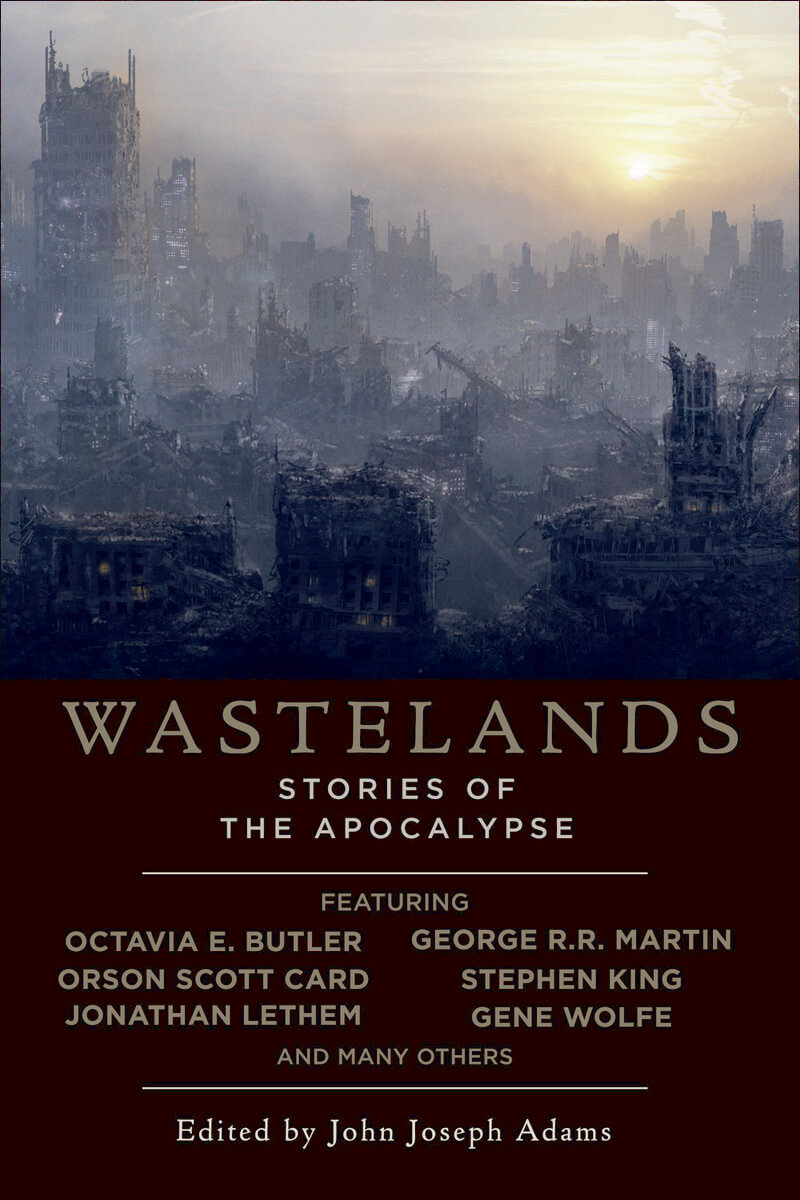 WASTELANDS
STORIES OF
THE APOCALYPSE
FEATURING
OCTAVIA E. BUTLER
GEORGE R.R. MARTIN
ORSON SCOTT CARD
STEPHEN KING
JONATHAN LETHEM
GENE WOLFE
AND MANY OTHERS
Edited by John Joseph Adams